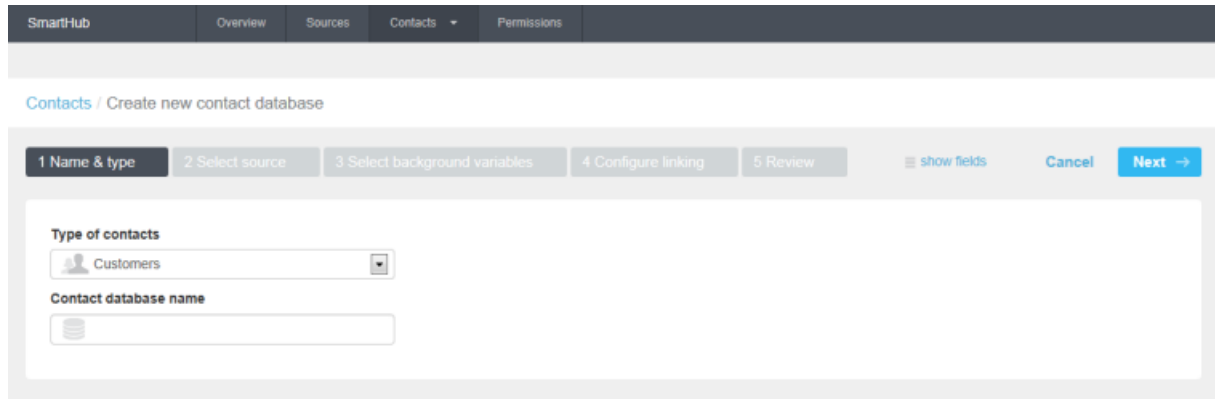 SmartHub Overview Sources Contacts Permissions
Contacts / Create new contact database
1 Name & type 2 Select source 3 Select background variables 4 Configure linking 5 Review show fields Cancel Next →
Type of contacts
Customers
Contact database name